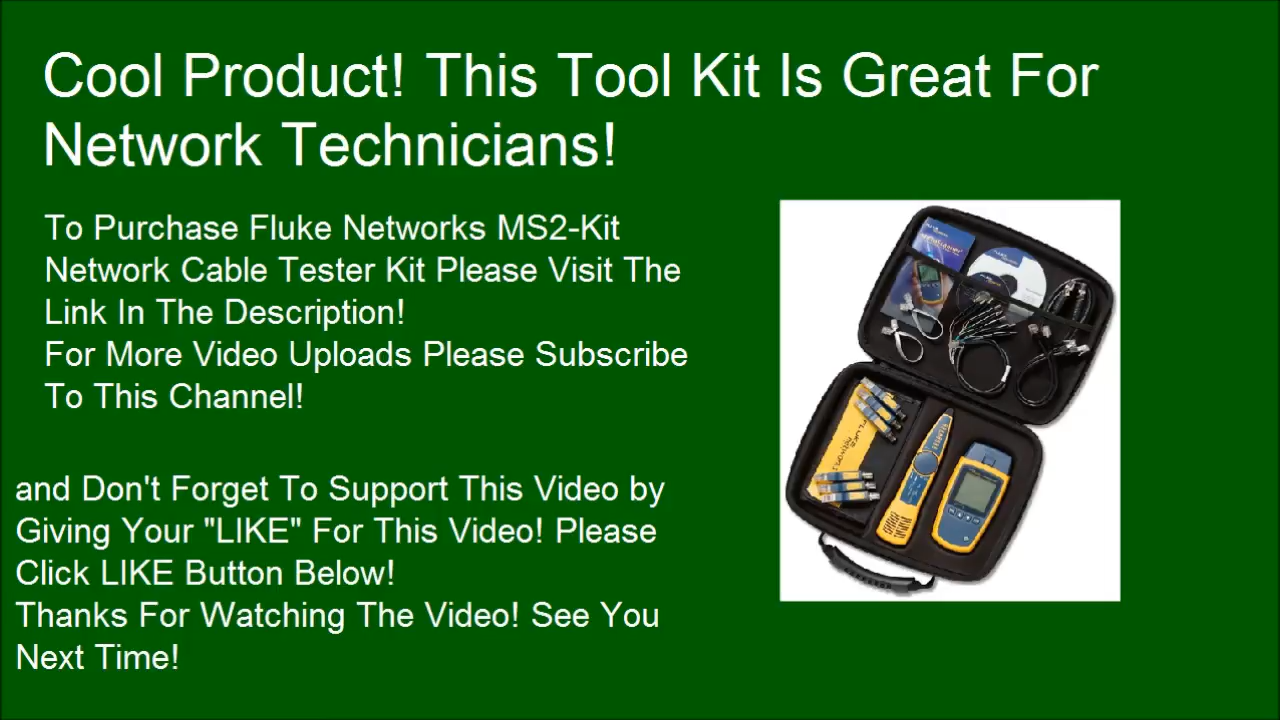 Cool Product! This Tool Kit Is Great For
Network Technicians!
To Purchase Fluke Networks MS2-Kit
Network Cable Tester Kit Please Visit The
Link In The Description!
For More Video Uploads Please Subscribe
To This Channel!
and Don't Forget To Support This Video by
Giving Your "LIKE" For This Video! Please
Click LIKE Button Below!
Thanks For Watching The Video! See You
Next Time!
FLUKE
networks